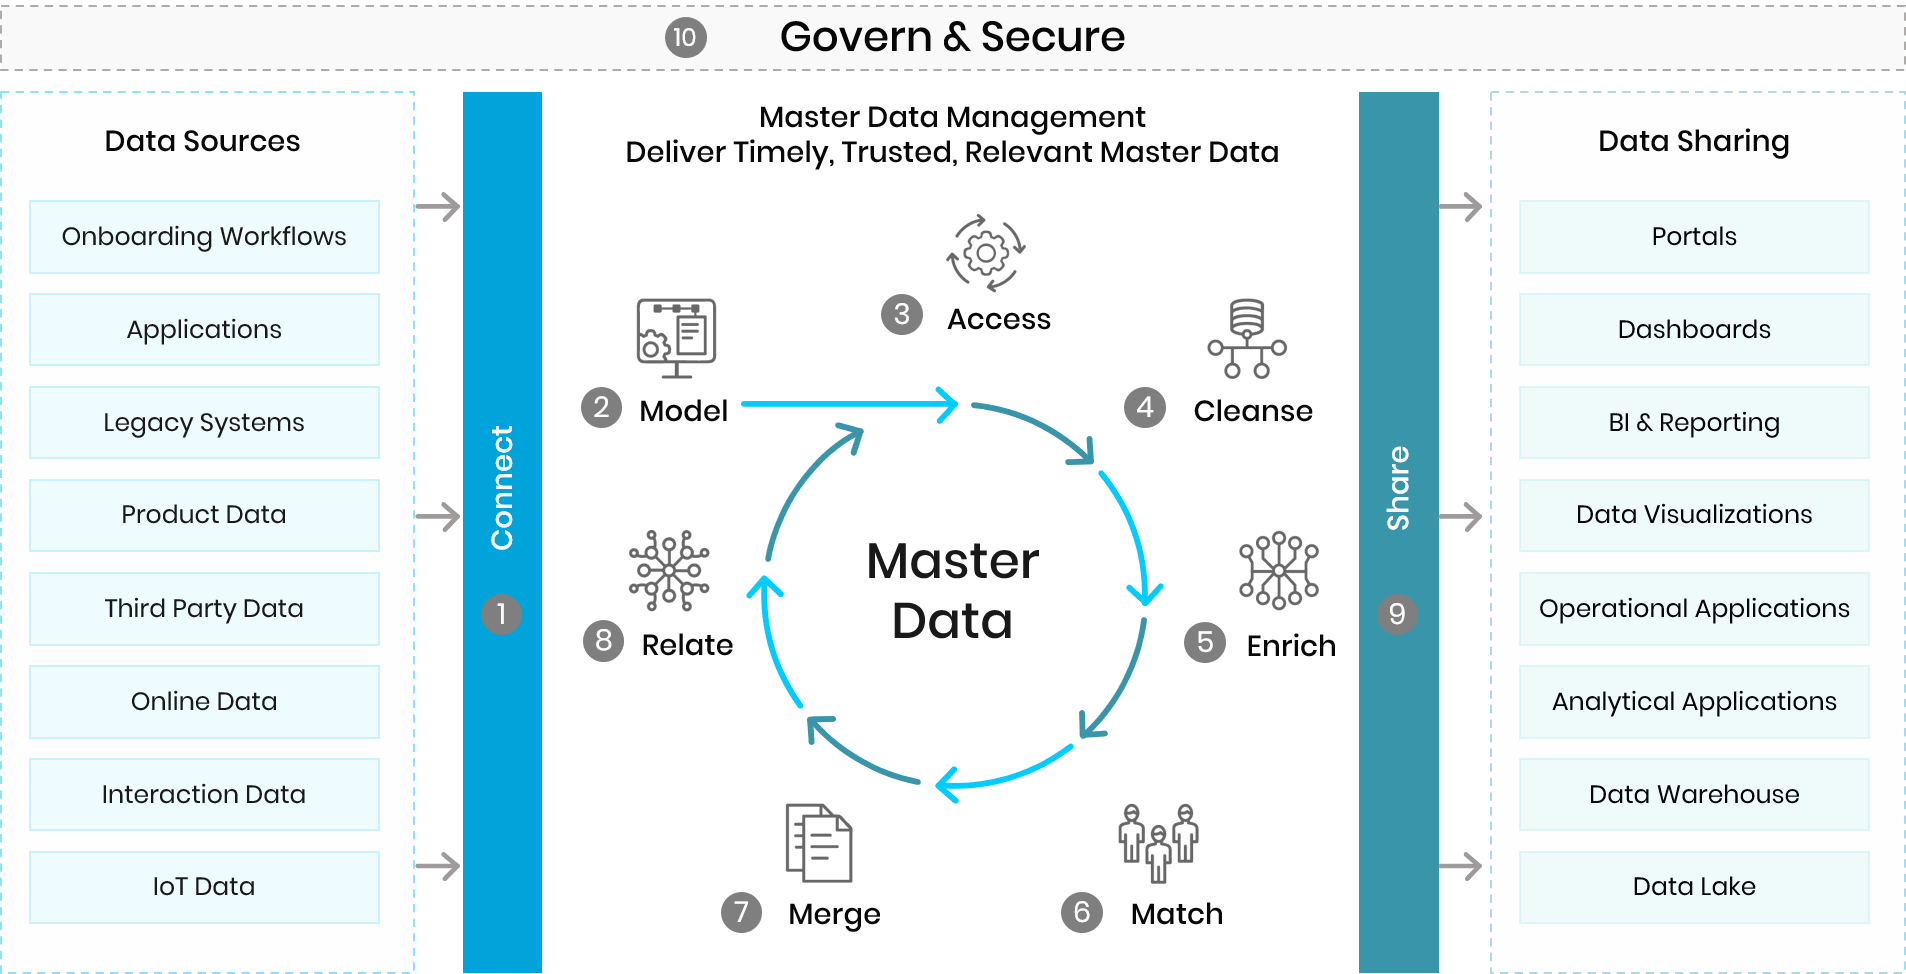 10 Govern & Secure
Data Sources
Onboarding Workflows
Applications
Legacy Systems
Product Data
Third Party Data
Online Data
Interaction Data
IoT Data
Connect
1
Master Data Management
Deliver Timely, Trusted, Relevant Master Data
2 Model
3 Access
4 Cleanse
5 Enrich
6 Match
7 Merge
8 Relate
Master
Data
Share
9
Data Sharing
Portals
Dashboards
BI & Reporting
Data Visualizations
Operational Applications
Analytical Applications
Data Warehouse
Data Lake